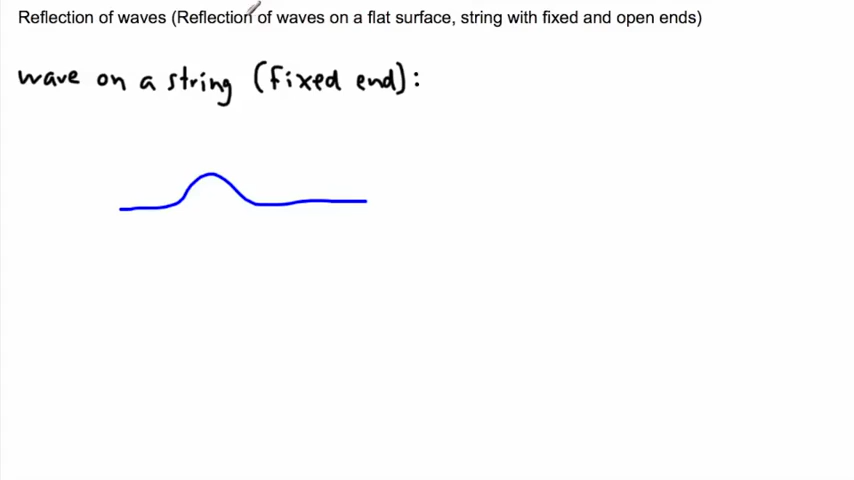 Reflection of waves (Reflection of waves on a flat surface, string with fixed and open ends)
wave on a string (fixed end):